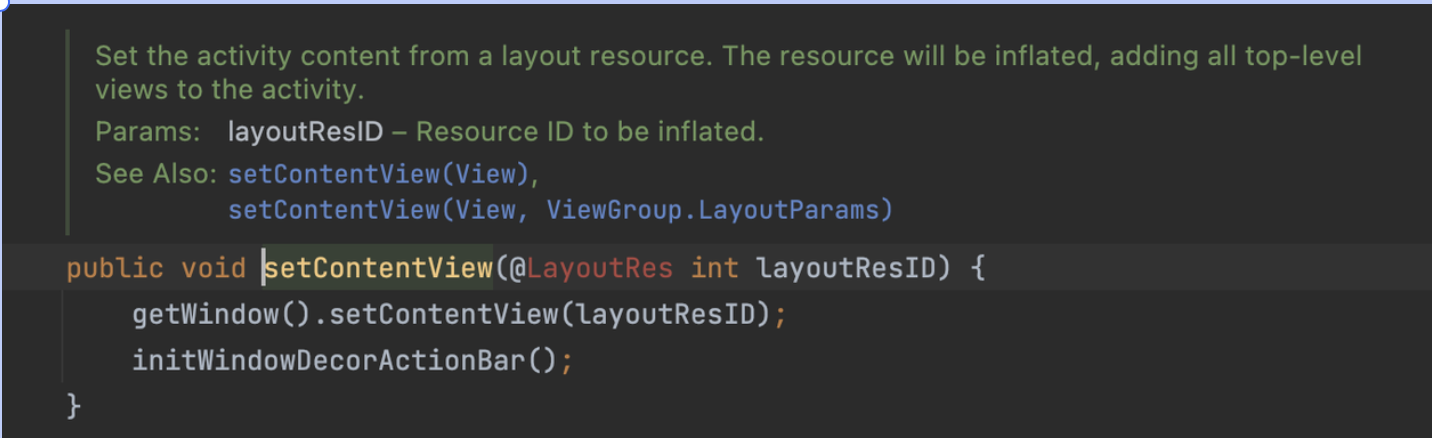 Set the activity content from a layout resource. The resource will be inflated, adding all top-level
views to the activity.
Params: layoutResID – Resource ID to be inflated.
See Also: setContentView(View),
setContentView(View, ViewGroup.LayoutParams)
public void setContentView(@LayoutRes int layoutResID) {
getWindow().setContentView(layoutResID);
initWindowDecorActionBar();
}